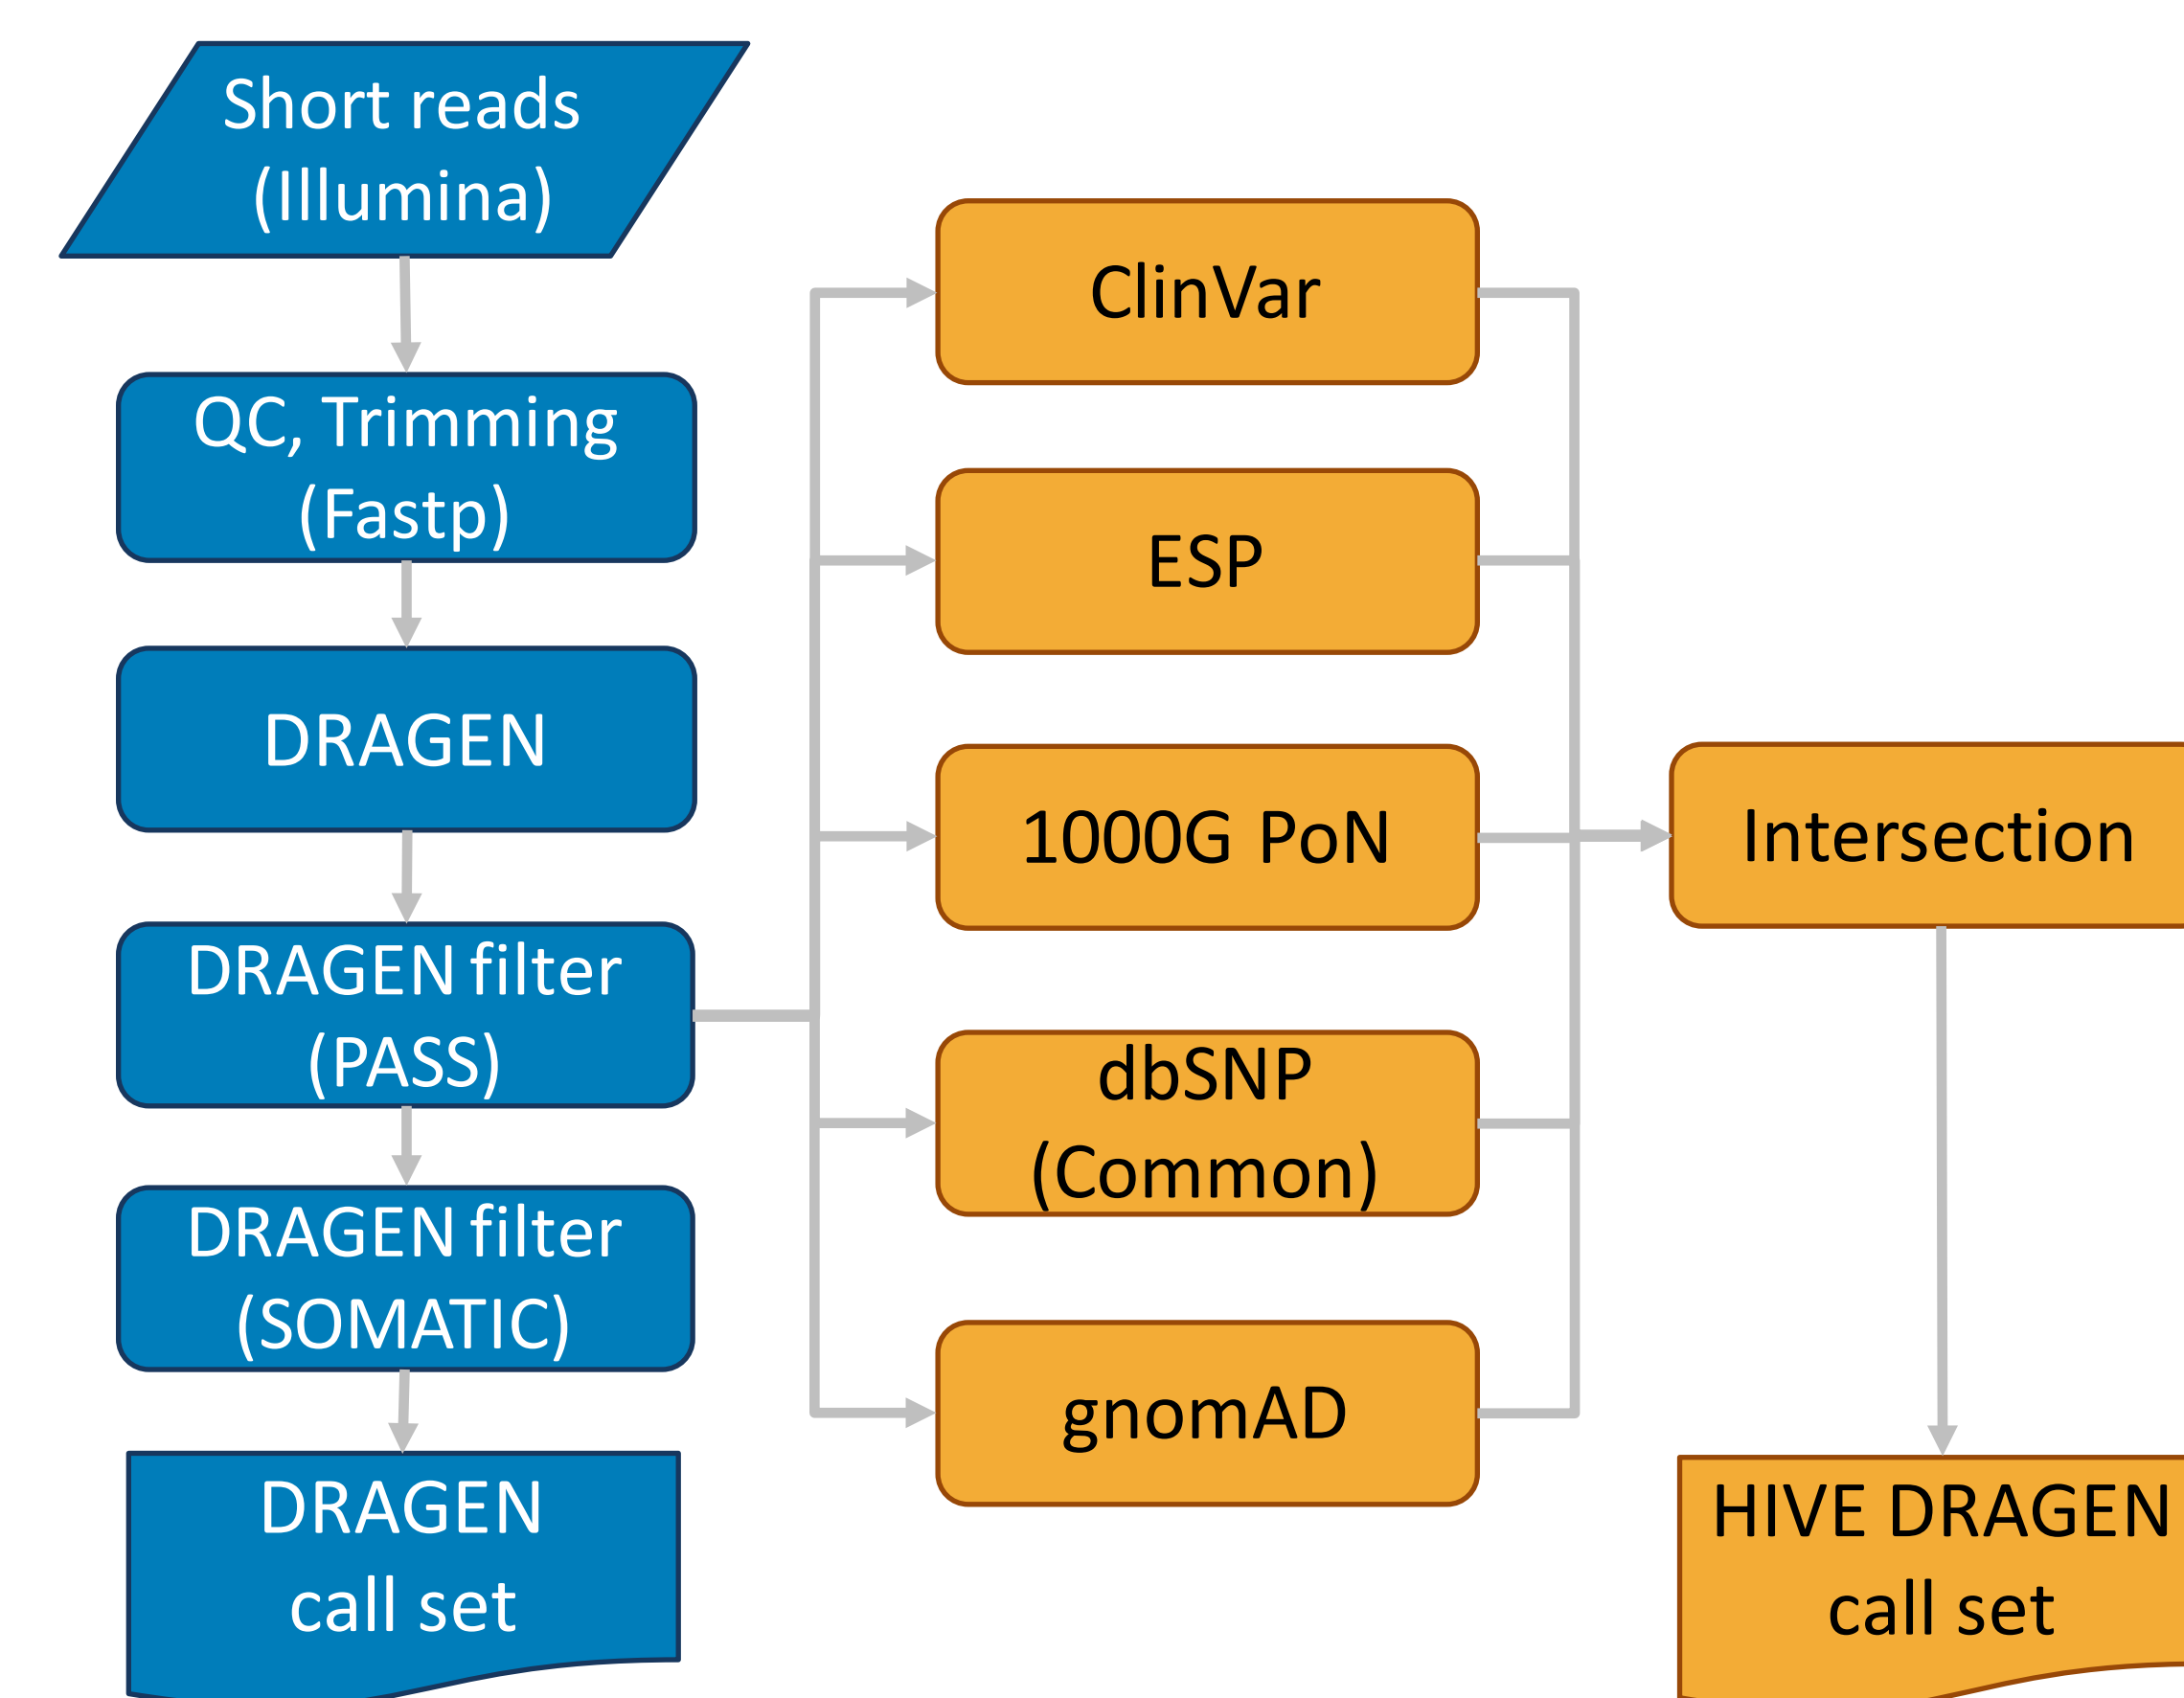 Short reads
(Illumina)
QC, Trimming
(Fastp)
DRAGEN
DRAGEN filter
(PASS)
DRAGEN filter
(SOMATIC)
DRAGEN
call set
ClinVar
ESP
1000G PoN
dbSNP
(Common)
gnomAD
Intersection
HIVE DRAGEN
call set